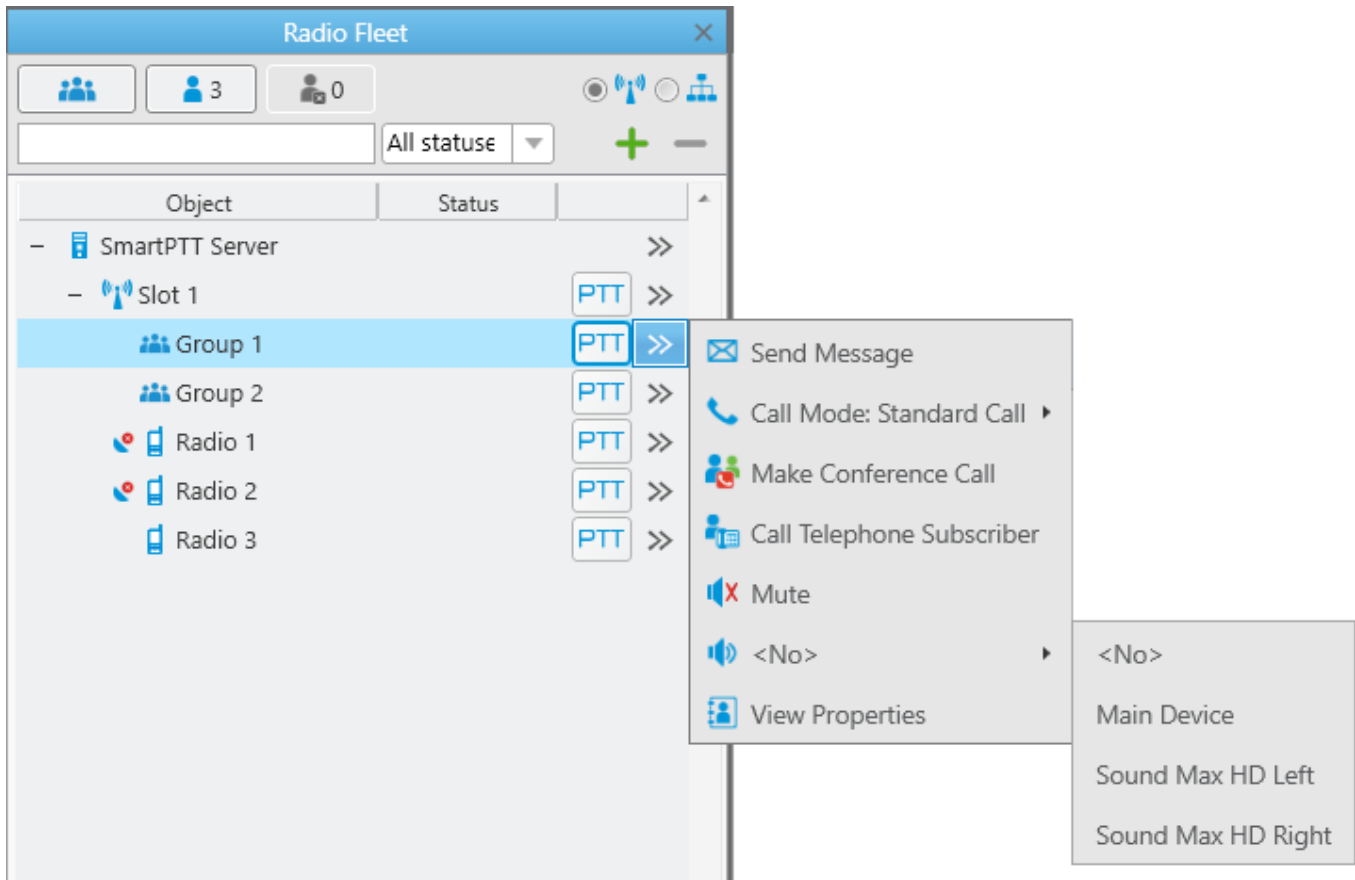 Radio Fleet
3
0
All statuse
Object Status
SmartPTT Server
Slot 1 PTT
Group 1 PTT
Group 2 PTT
Radio 1 PTT
Radio 2 PTT
Radio 3 PTT
Send Message
Call Mode: Standard Call
Make Conference Call
Call Telephone Subscriber
Mute
<No>
View Properties
<No>
Main Device
Sound Max HD Left
Sound Max HD Right